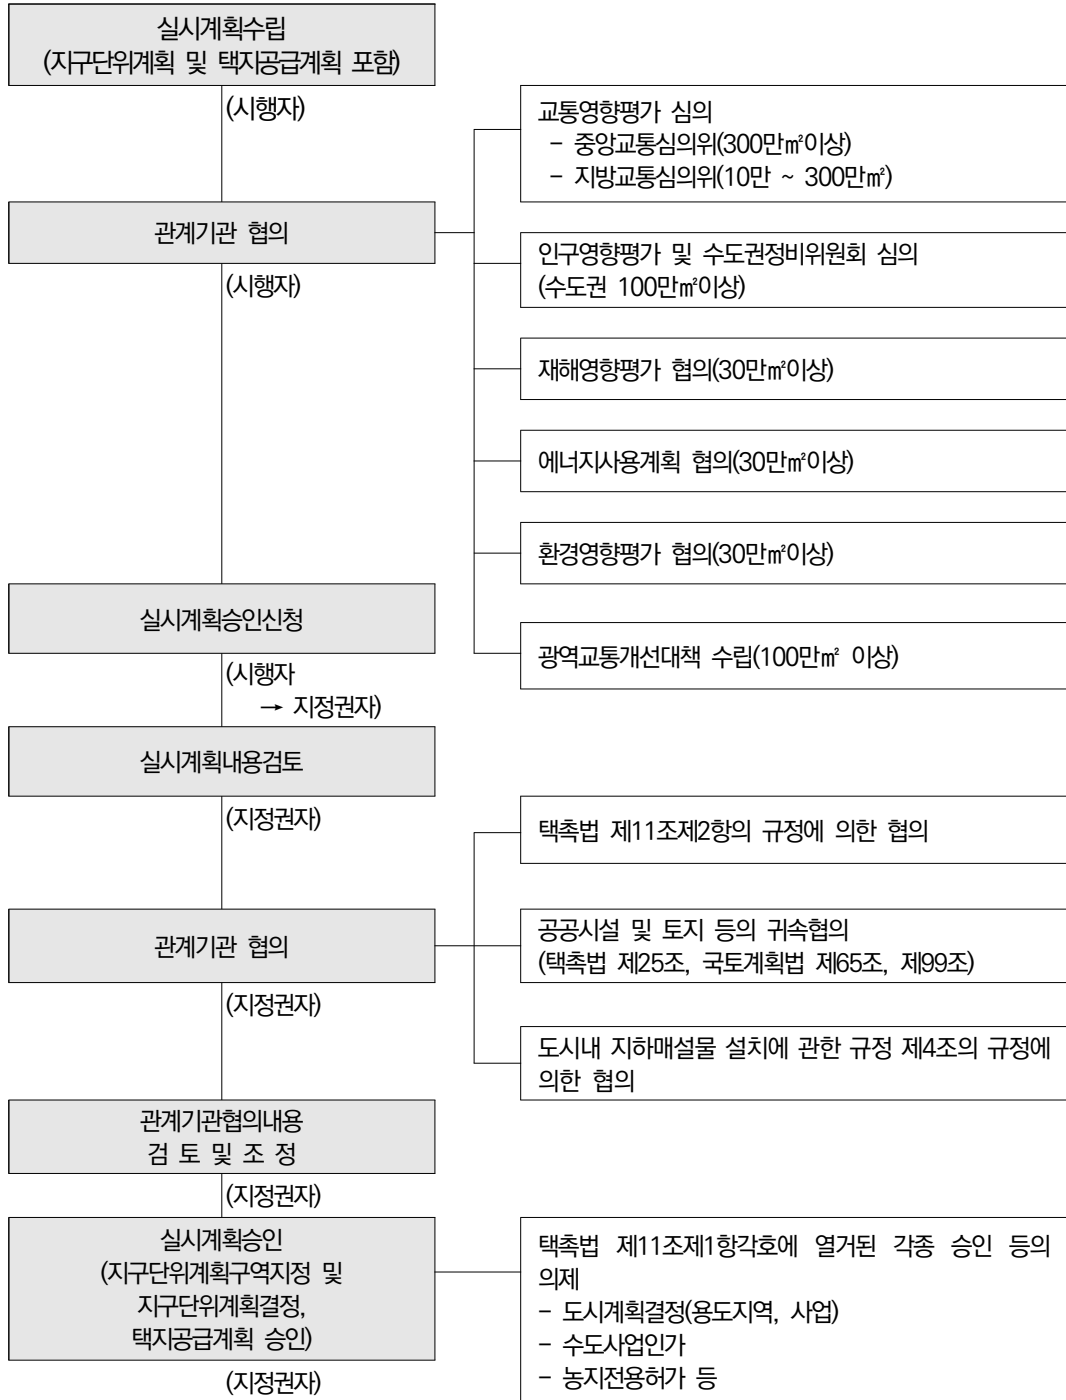 실시계획수립
(지구단위계획 및 택지공급계획 포함)
(시행자)
관계기관 협의
(시행자)
교통영향평가 심의
- 중앙교통심의위(300만㎡이상)
- 지방교통심의위(10만 ~ 300만㎡)
인구영향평가 및 수도권정비위원회 심의
(수도권 100만㎡이상)
재해영향평가 협의(30만㎡이상)
에너지사용계획 협의(30만㎡이상)
환경영향평가 협의(30만㎡이상)
광역교통개선대책 수립(100만㎡ 이상)
실시계획승인신청
(시행자
→ 지정권자)
실시계획내용검토
(지정권자)
관계기관 협의
(지정권자)
택촉법 제11조제2항의 규정에 의한 협의
공공시설 및 토지 등의 귀속협의
(택촉법 제25조, 국토계획법 제65조, 제99조)
도시내 지하매설물 설치에 관한 규정 제4조의 규정에
의한 협의
관계기관협의내용
검 토 및 조 정
(지정권자)
실시계획승인
(지구단위계획구역지정 및
지구단위계획결정,
택지공급계획 승인)
(지정권자)
택촉법 제11조제1항각호에 열거된 각종 승인 등의
의제
- 도시계획결정(용도지역, 사업)
- 수도사업인가
- 농지전용허가 등